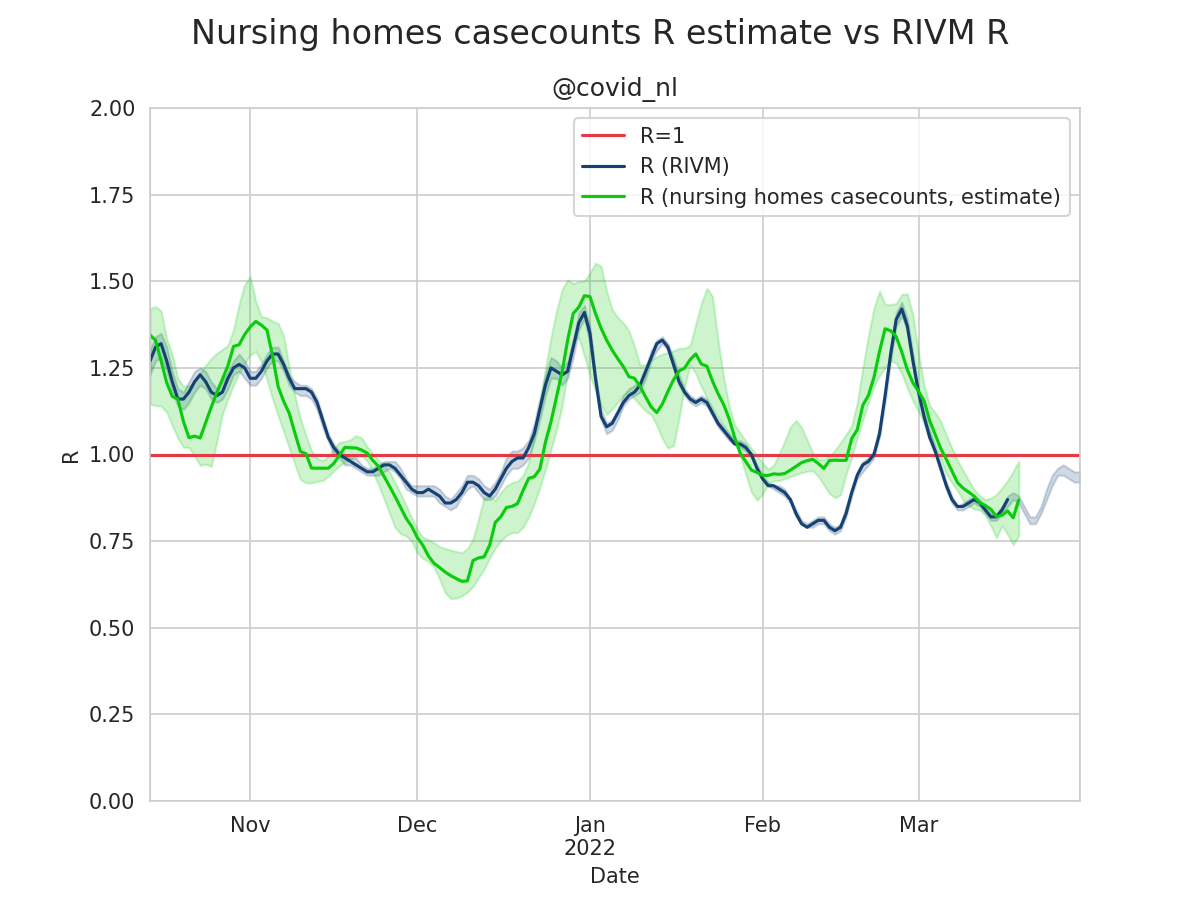 Nursing homes casecounts R estimate vs RIVM R
@covid_nl
R=1
R (RIVM)
R (nursing homes casecounts, estimate)
2.00
1.75
1.50
1.25
1.00
0.75
0.50
0.25
0.00
R
Nov Dec Jan Feb Mar
2022
Date